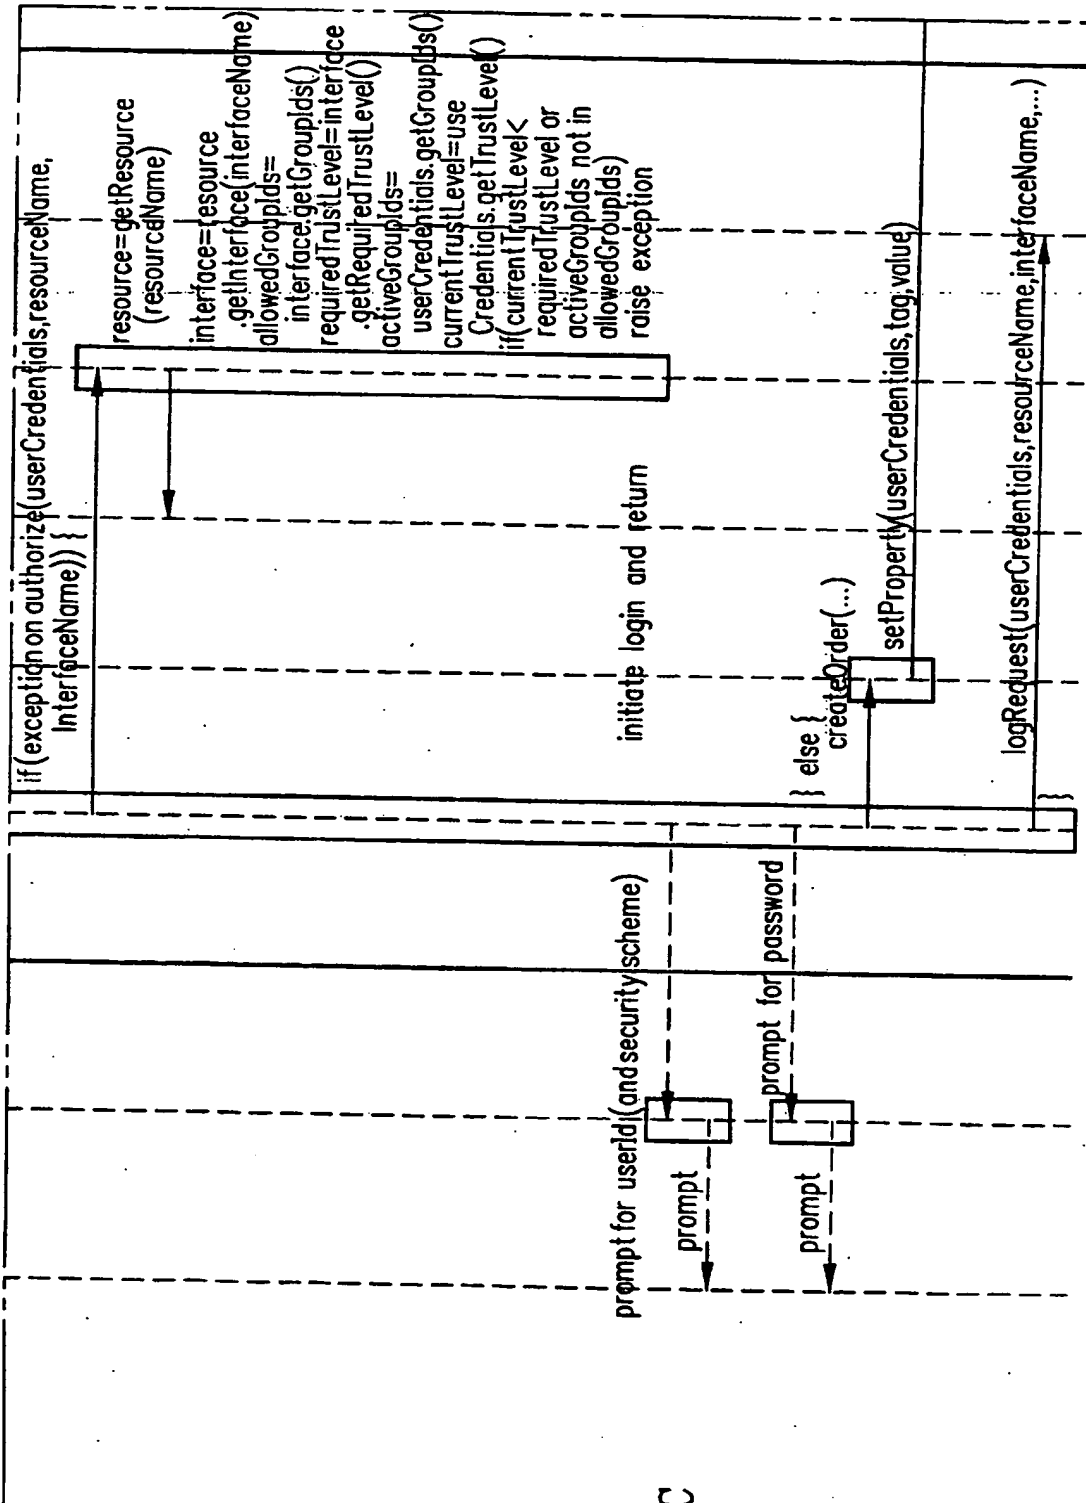 if(exception on authorize(userCredentials,resourceName,
InterfaceName)) {
resource=getResource
(resourceName)
interface=resource
.getInterface(interfaceName)
allowedGroupIds=
interface.getGroupIds()
requiredTrustLevel=interface
.getRequiredTrustLevel()
activeGroupIds=
userCredentials.getGroupIds()
currentTrustLevel=use
Credentials.getTrustLevel()
if(currentTrustLevel<
requiredTrustLevel or
activeGroupIds not in
allowedGroupIds)
raise exception
initiate login and return
prompt for userId (and security scheme)
prompt
prompt for password
prompt
} else {
createOrder(...)
setProperty(userCredentials,tag,value)
logRequest(userCredentials,resourceName,interfaceName,...)
}
C